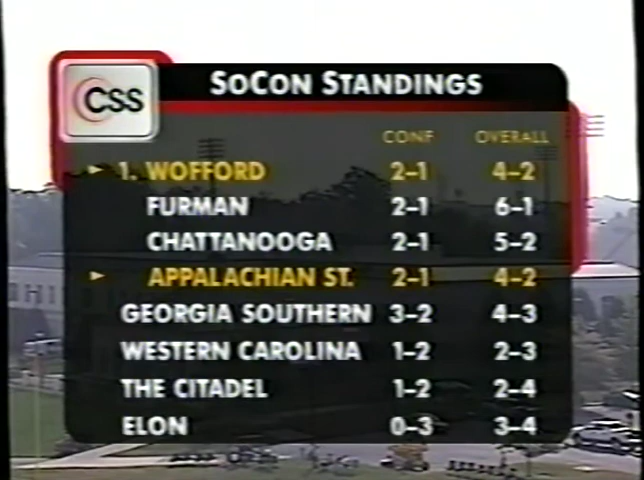 CSS
SoCon Standings
CONF OVERALL
1. WOFFORD 2-1 4-2
FURMAN 2-1 6-1
CHATTANOOGA 2-1 5-2
APPALACHIAN ST. 2-1 4-2
GEORGIA SOUTHERN 3-2 4-3
WESTERN CAROLINA 1-2 2-3
THE CITADEL 1-2 2-4
ELON 0-3 3-4